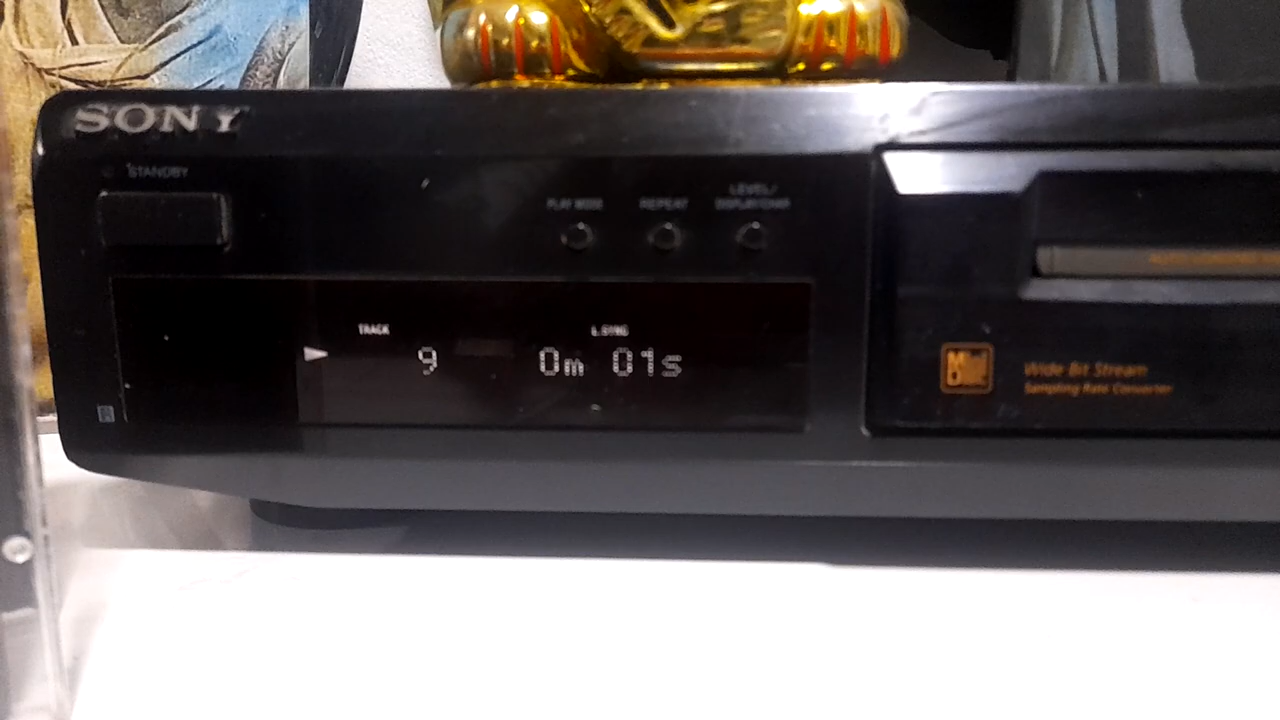 SONY
STANDBY
PLAY MODE
REPEAT
LEVEL/
DISPLAY/CHAR
TRACK
L.SYNC
9
0m 01s
Wide Bit Stream
Sampling Rate Converter